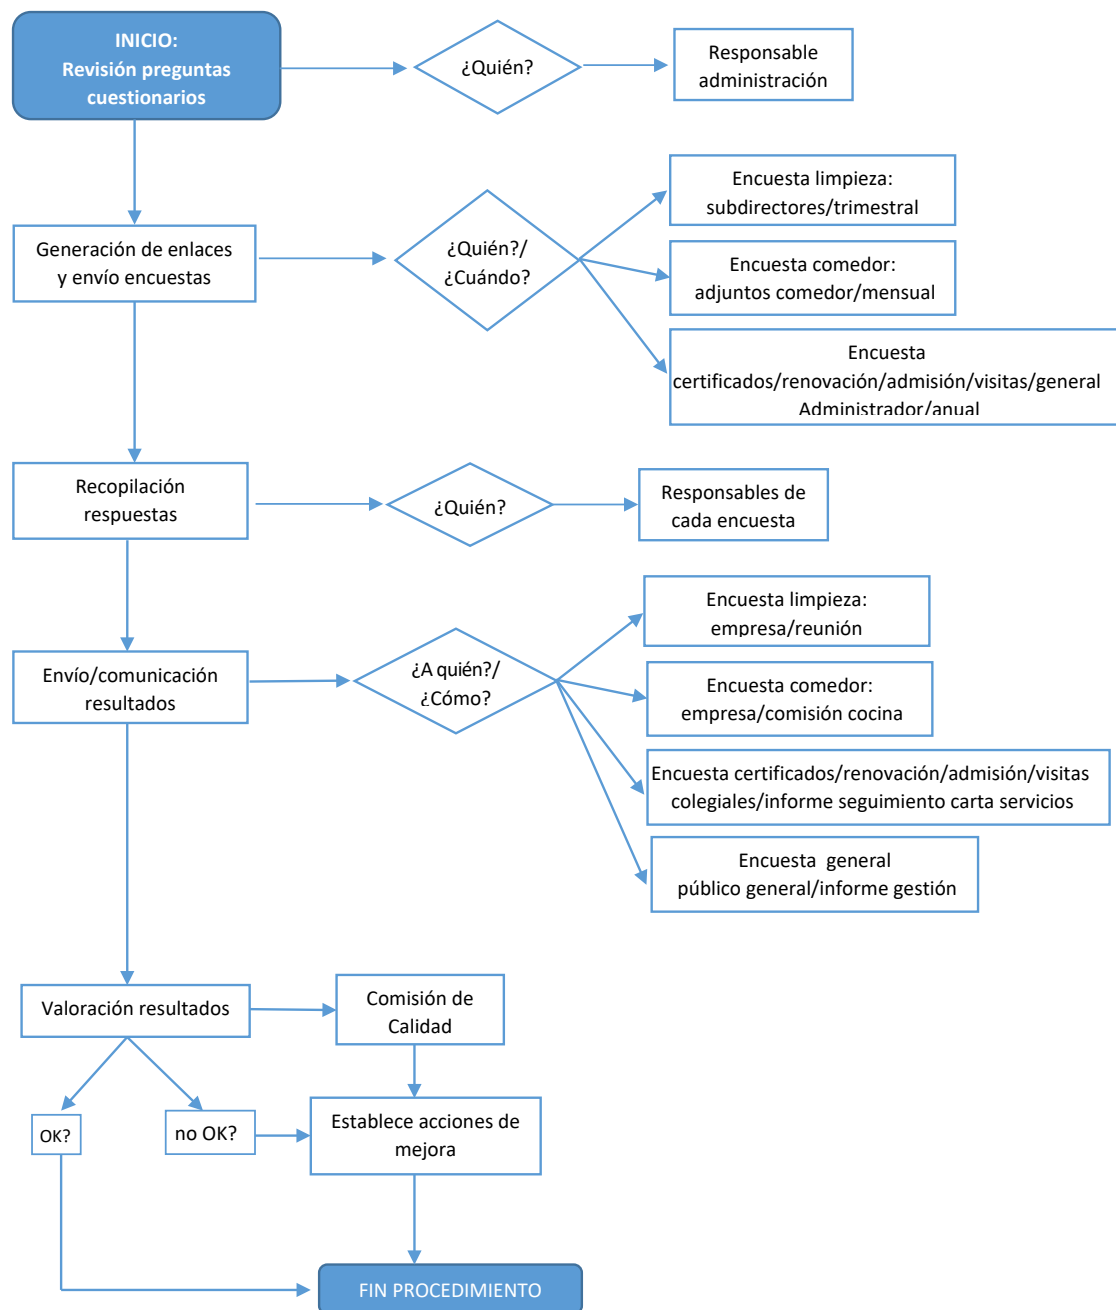 INICIO:
Revisión preguntas
cuestionarios
¿Quién?
Responsable
administración
Generación de enlaces
y envío encuestas
¿Quién?/
¿Cuándo?
Encuesta limpieza:
subdirectores/trimestral
Encuesta comedor:
adjuntos comedor/mensual
Encuesta
certificados/renovación/admisión/visitas/general
Administrador/anual
Recopilación
respuestas
¿Quién?
Responsables de
cada encuesta
Envío/comunicación
resultados
¿A quién?/
¿Cómo?
Encuesta limpieza:
empresa/reunión
Encuesta comedor:
empresa/comisión cocina
Encuesta certificados/renovación/admisión/visitas
colegiales/informe seguimiento carta servicios
Encuesta general
público general/informe gestión
Valoración resultados
Comisión de
Calidad
OK?
no OK?
Establece acciones de
mejora
FIN PROCEDIMIENTO